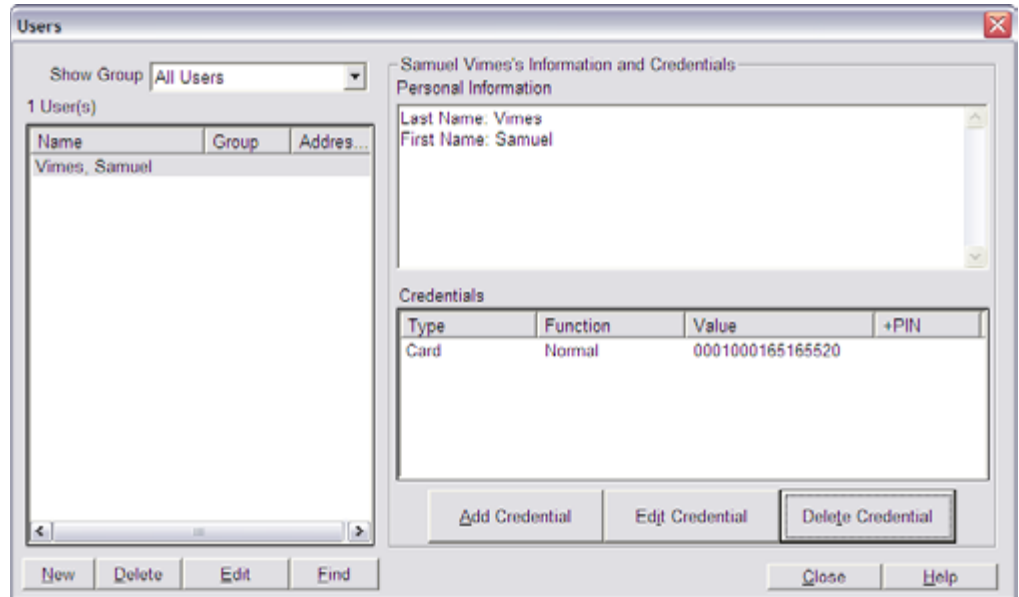 Users
Show Group All Users
1 User(s)
Name Group Addres...
Vimes, Samuel
New Delete Edit Find
Samuel Vimes's Information and Credentials
Personal Information
Last Name: Vimes
First Name: Samuel
Credentials
Type Function Value +PIN
Card Normal 0001000165165520
Add Credential Edit Credential Delete Credential
Close Help